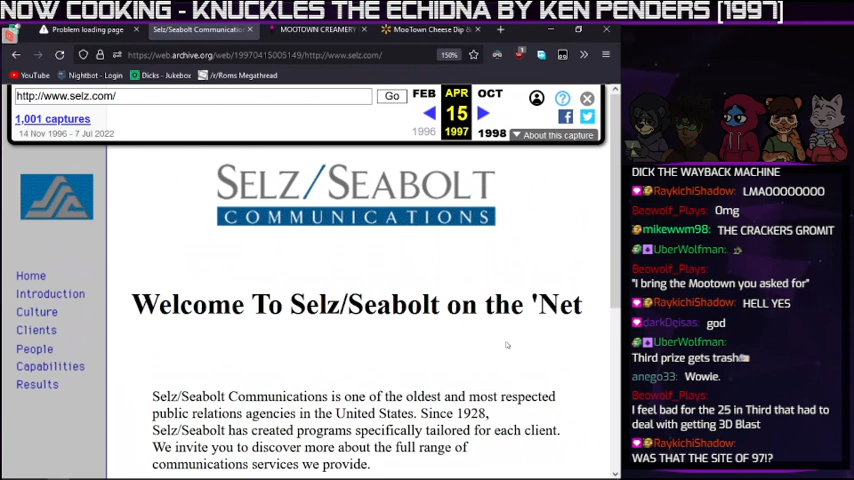 NOW COOKING - KNUCKLES THE ECHIDNA BY KEN PENDERS [1997]
Problem loading page
Selz/Seabolt Communicatio
MOOTOWN CREAMERY
MooTown Cheese Dip &
https://web.archive.org/web/19970415005149/http://www.selz.com/
150%
YouTube
Nightbot - Login
Dicks - Jukebox
/r/Roms Megathread
http://www.selz.com/
Go
FEB
APR
OCT
15
1996
1997
1998
1,001 captures
14 Nov 1996 - 7 Jul 2022
About this capture
SELZ/SEABOLT
COMMUNICATIONS
Home
Introduction
Culture
Clients
People
Capabilities
Results
Welcome To Selz/Seabolt on the 'Net
Selz/Seabolt Communications is one of the oldest and most respected
public relations agencies in the United States. Since 1928,
Selz/Seabolt has created programs specifically tailored for each client.
We invite you to discover more about the full range of
communications services we provide.
DICK THE WAYBACK MACHINE
RaykichiShadow: LMAOOOOOOO
Beowolf_Plays: Omg
mikewwm98: THE CRACKERS GROMIT
UberWolfman:
Beowolf_Plays:
"I bring the Mootown you asked for"
RaykichiShadow: HELL YES
darkDeisas: god
UberWolfman:
Third prize gets trash
anego33: Wowie.
Beowolf_Plays:
I feel bad for the 25 in Third that had to
deal with getting 3D Blast
RaykichiShadow:
WAS THAT THE SITE OF 97!?